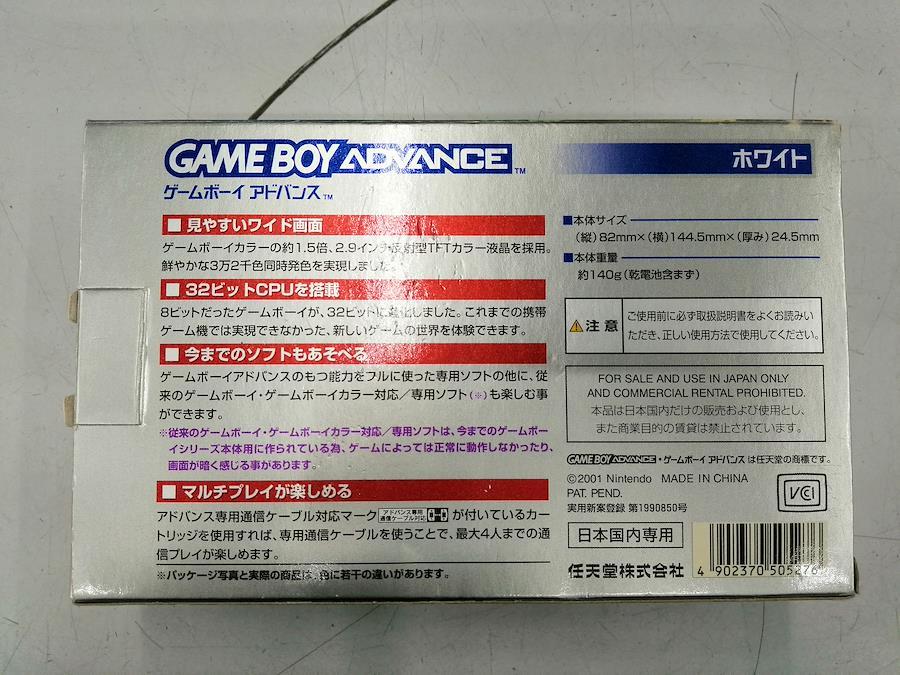 GAME BOY ADVANCE™
ゲームボーイ アドバンス™
ホワイト
■ 見やすいワイド画面
ゲームボーイカラーの約1.5倍、2.9インチ反射型TFTカラー液晶を採用。
鮮やかな3万2千色同時発色を実現しました。
■ 32ビットCPUを搭載
8ビットだったゲームボーイが、32ビットに進化しました。これまでの携帯
ゲーム機では実現できなかった、新しいゲームの世界を体験できます。
■ 今までのソフトもあそべる
ゲームボーイアドバンスのもつ能力をフルに使った専用ソフトの他に、従
来のゲームボーイ・ゲームボーイカラー対応／専用ソフト(※)も楽しむ事
ができます。
※従来のゲームボーイ・ゲームボーイカラー対応／専用ソフトは、今までのゲームボー
イシリーズ本体用に作られている為、ゲームによっては正常に動作しなかったり、
画面が暗く感じる事があります。
■ マルチプレイが楽しめる
アドバンス専用通信ケーブル対応マーク アドバンス専用 通信ケーブル対応 が付いているカー
トリッジを使用すれば、専用通信ケーブルを使うことで、最大4人までの通
信プレイが楽しめます。
※パッケージ写真と実際の商品は、色に若干の違いがあります。
■本体サイズ
（縦）82mm×（横）144.5mm×（厚み）24.5mm
■本体重量
約140g（乾電池含まず）
注意
ご使用前に必ず取扱説明書をよくお読みい
ただき、正しい使用方法で使用してください。
FOR SALE AND USE IN JAPAN ONLY
AND COMMERCIAL RENTAL PROHIBITED.
本品は日本国内だけの販売および使用とし、
また商業目的の賃貸は禁止されています。
GAME BOY ADVANCE・ゲームボーイ アドバンス は任天堂の商標です。
©2001 Nintendo MADE IN CHINA
PAT. PEND.
実用新案登録 第1990850号
VCI
日本国内専用
任天堂株式会社
4 902370 505276